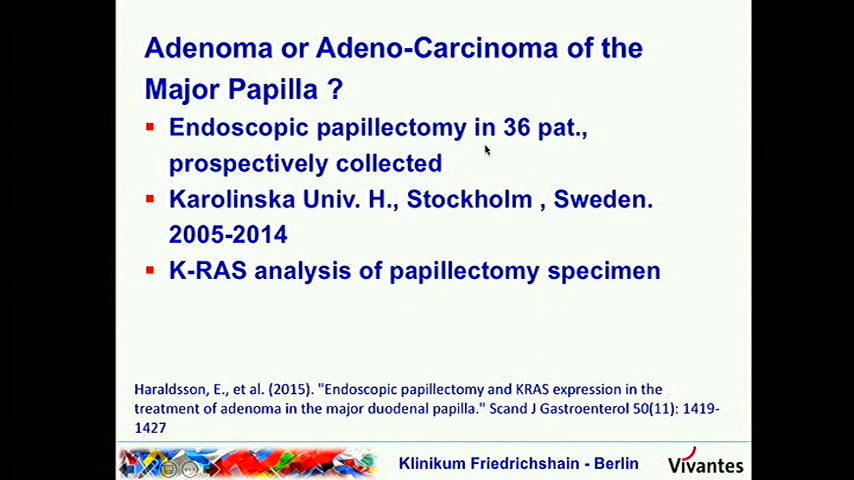 Adenoma or Adeno-Carcinoma of the
Major Papilla ?
Endoscopic papillectomy in 36 pat.,
prospectively collected
Karolinska Univ. H., Stockholm , Sweden.
2005-2014
K-RAS analysis of papillectomy specimen
Haraldsson, E., et al. (2015). "Endoscopic papillectomy and KRAS expression in the
treatment of adenoma in the major duodenal papilla." Scand J Gastroenterol 50(11): 1419-
1427
Klinikum Friedrichshain - Berlin
Vivantes